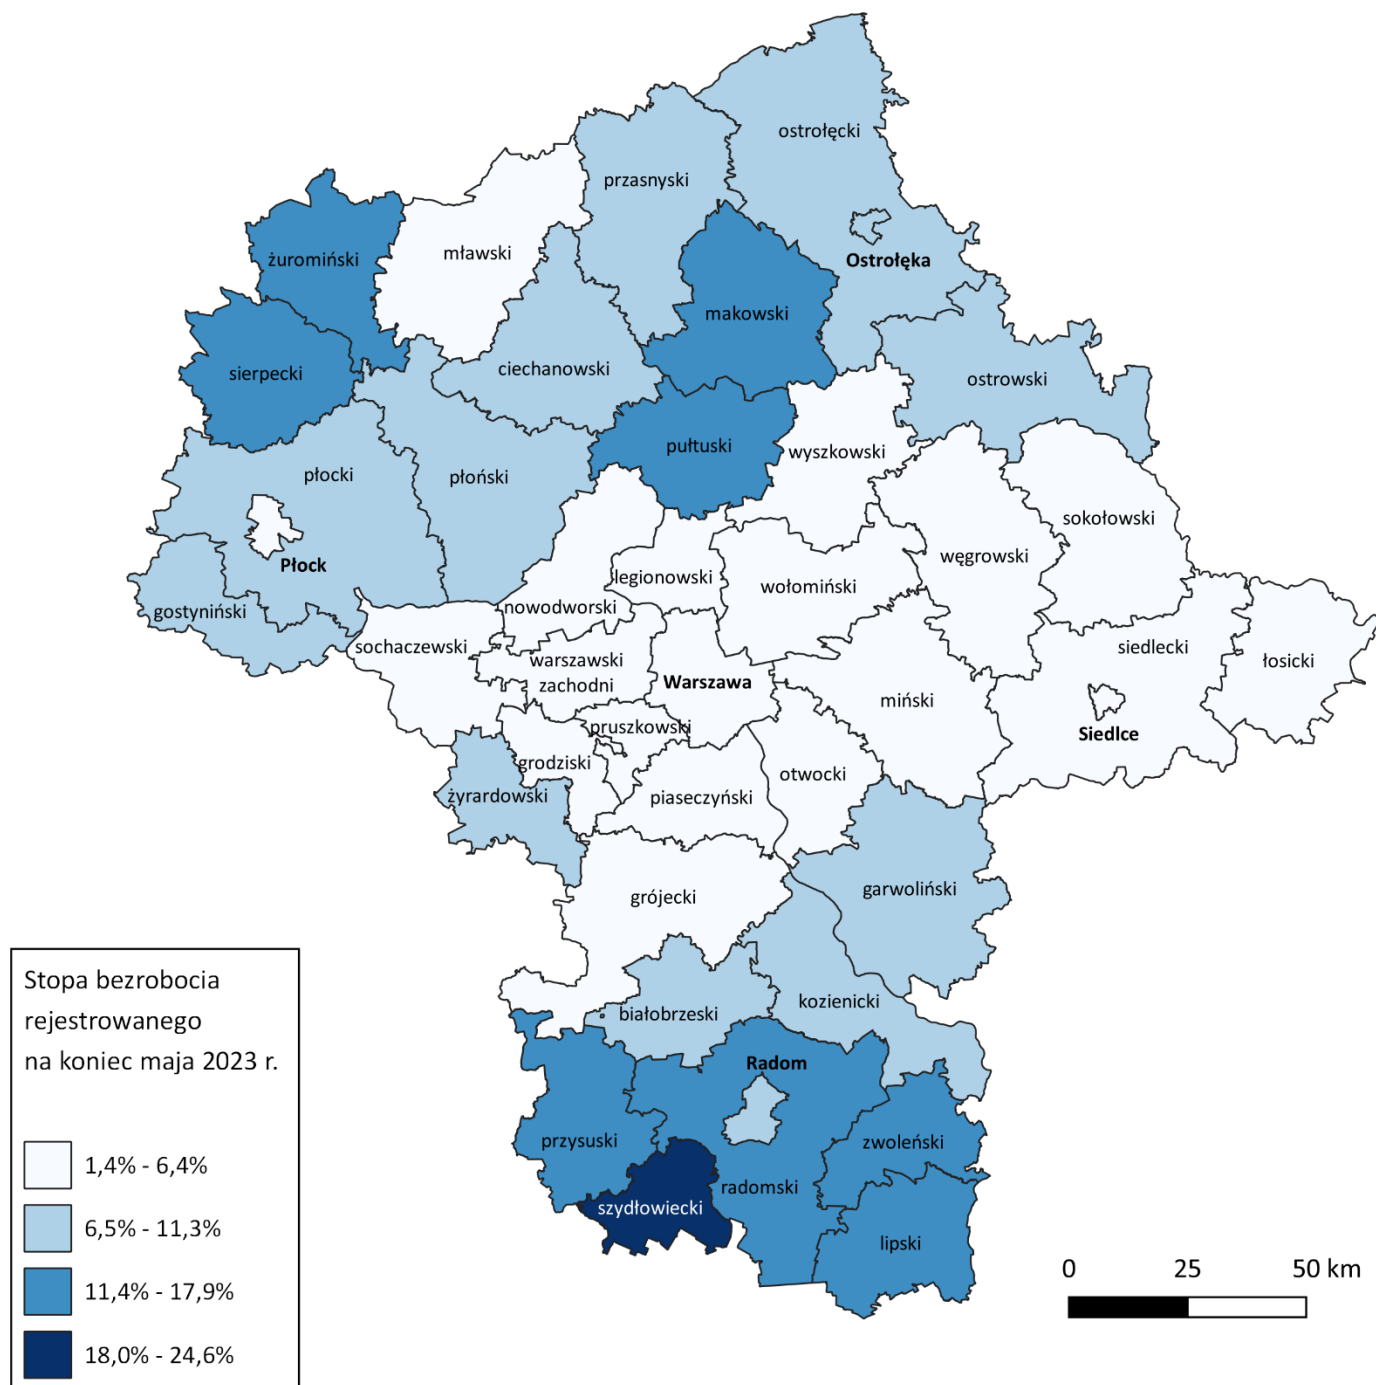 ostrołęcki
przasnyski
mławski
żuromiński
Ostrołęka
makowski
ciechanowski
sierpecki
ostrowski
pułtuski
wyszkowski
płocki
płoński
sokołowski
węgrowski
Płock
legionowski
wołomiński
gostyniński
nowodworski
sochaczewski
siedlecki
warszawski
zachodni
łosicki
Warszawa
miński
pruszkowski
Siedlce
grodziski
otwocki
żyrardowski
piaseczyński
garwoliński
grójecki
kozienicki
białobrzeski
Radom
przysuski
zwoleński
radomski
szydłowiecki
lipski
Stopa bezrobocia
rejestrowanego
na koniec maja 2023 r.
1,4% - 6,4%
6,5% - 11,3%
11,4% - 17,9%
18,0% - 24,6%
0 25 50 km